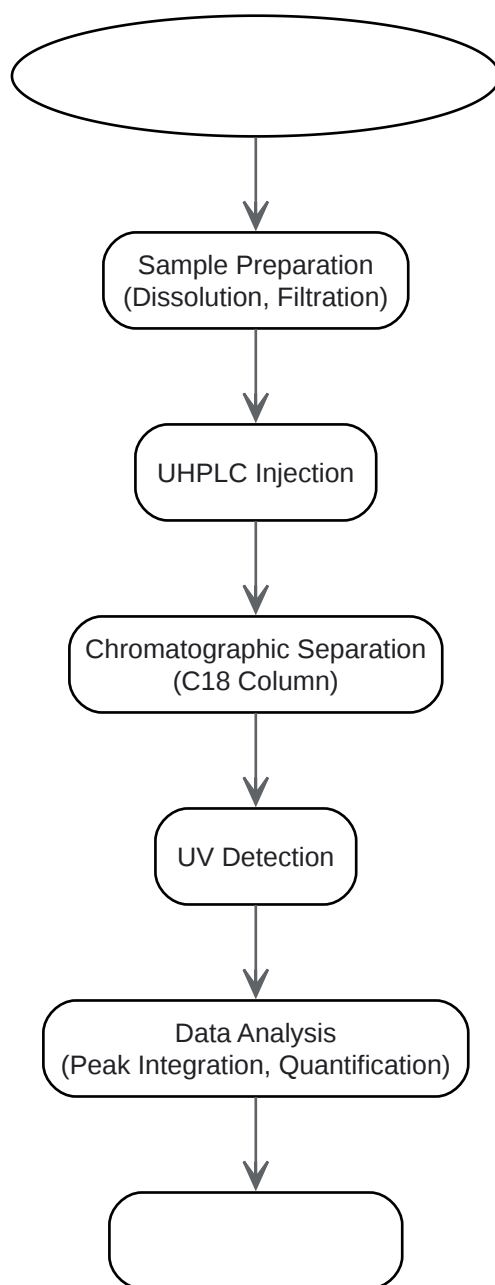 Sample Preparation
(Dissolution, Filtration)
UHPLC Injection
Chromatographic Separation
(C18 Column)
UV Detection
Data Analysis
(Peak Integration, Quantification)